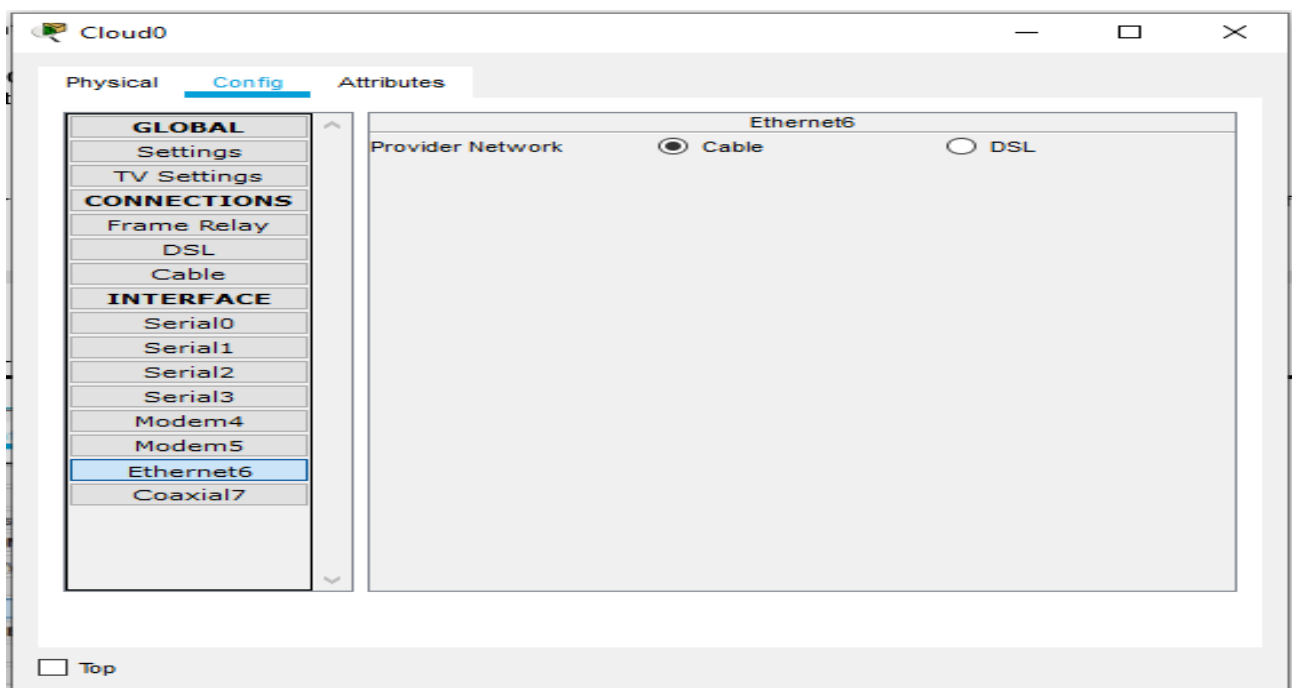 Cloud0
Physical Config Attributes
GLOBAL
Settings
TV Settings
CONNECTIONS
Frame Relay
DSL
Cable
INTERFACE
Serial0
Serial1
Serial2
Serial3
Modem4
Modem5
Ethernet6
Coaxial7
Ethernet6
Provider Network Cable DSL
Top